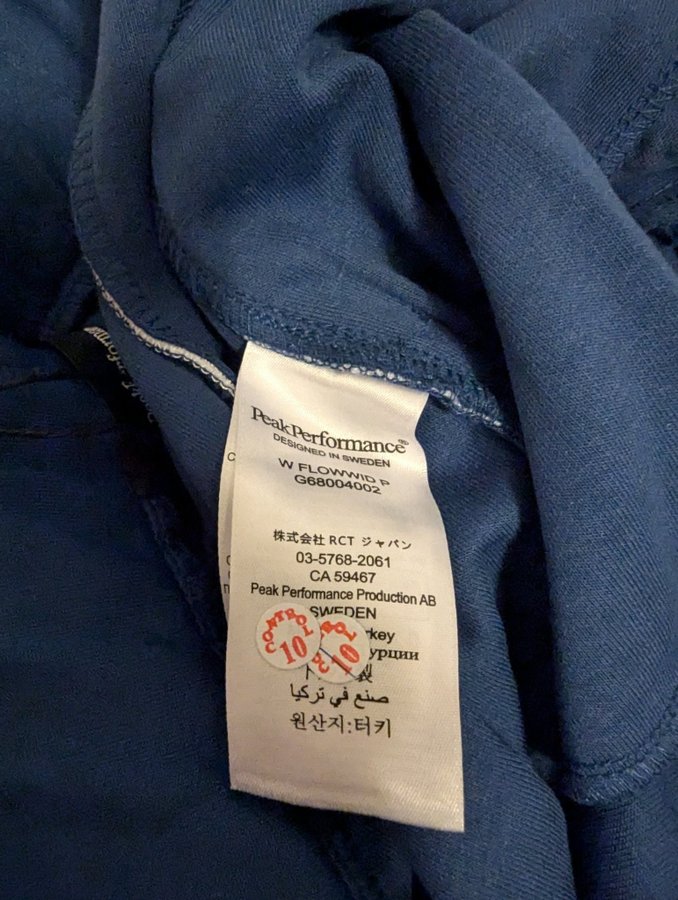 PeakPerformance®
DESIGNED IN SWEDEN
W FLOWWID P
G68004002
株式会社 RCT ジャパン
03-5768-2061
CA 59467
Peak Performance Production AB
SWEDEN
CONTROL
10
10
صنع في تركيا
원산지:터키